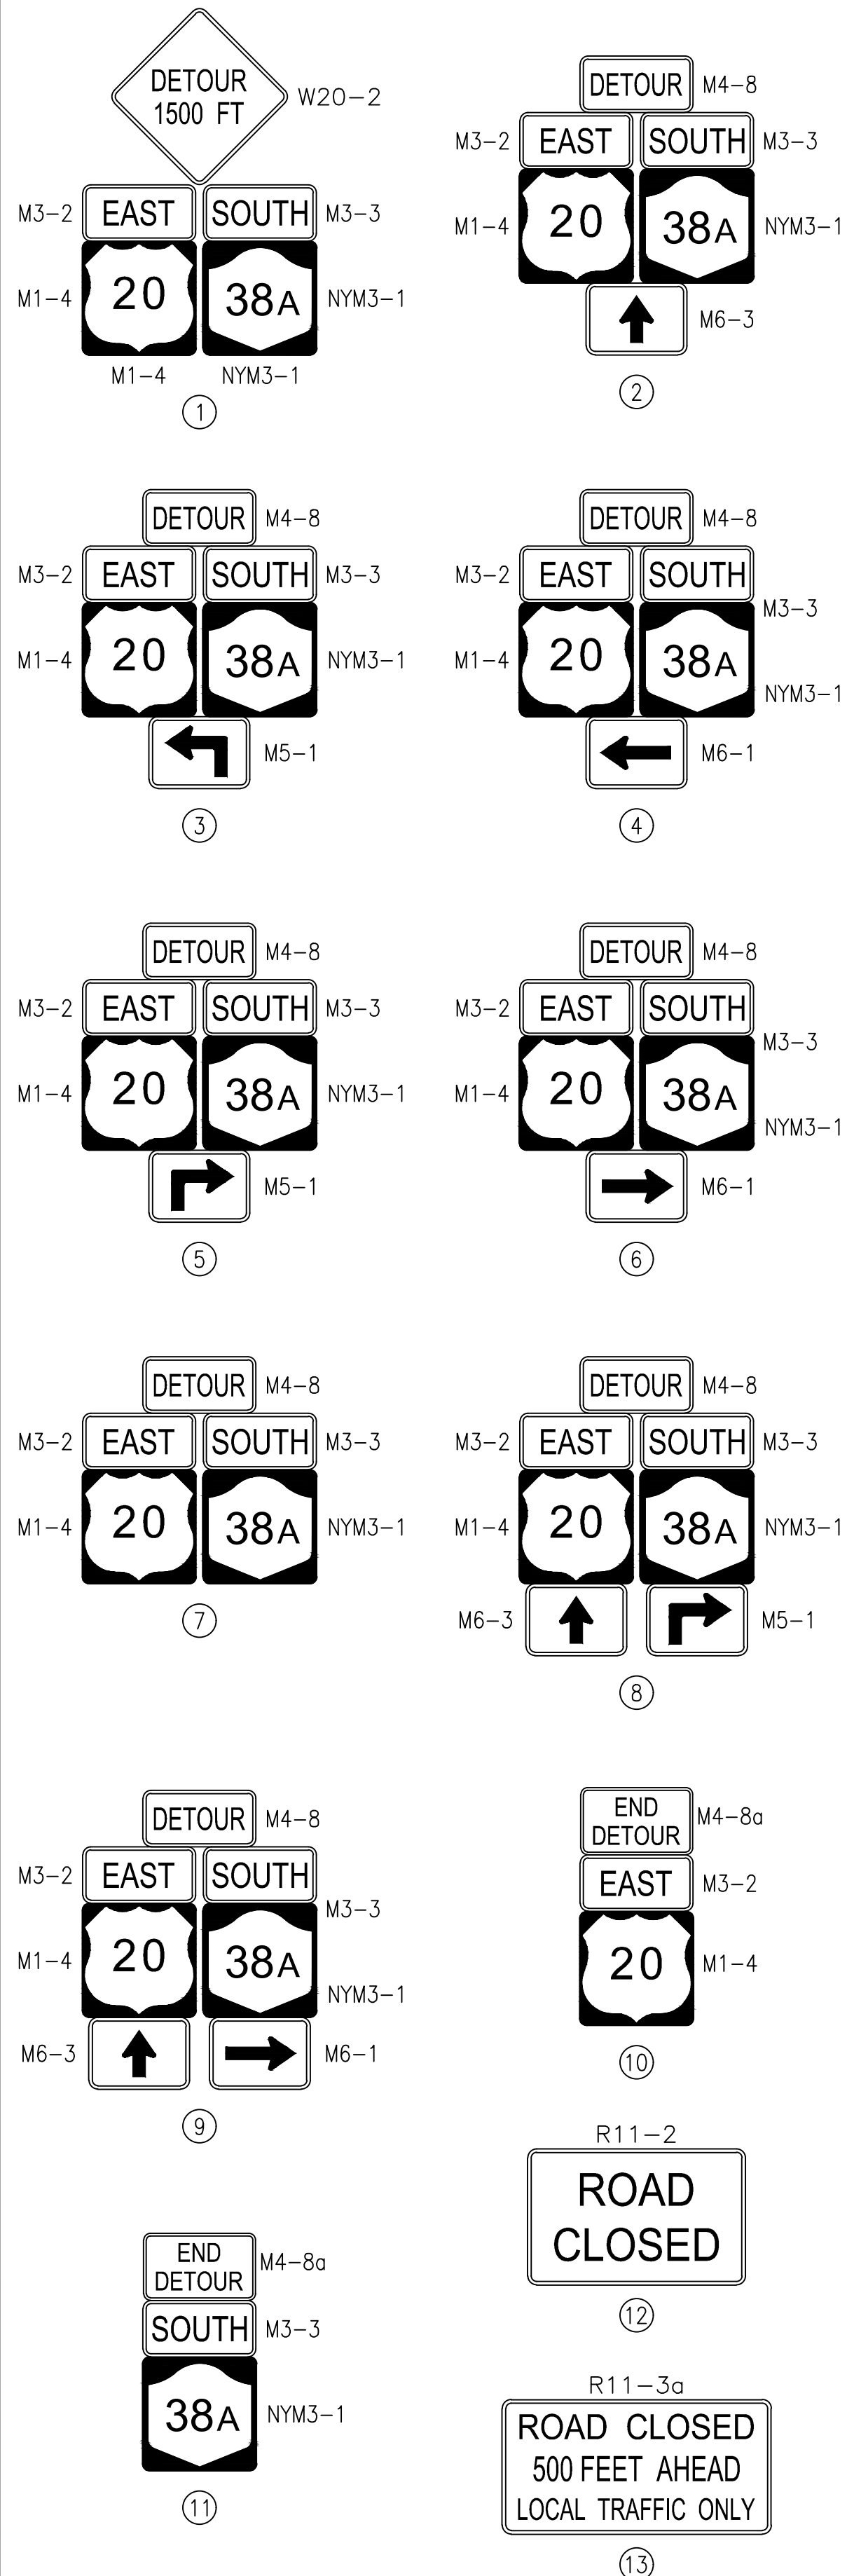 DETOUR
1500 FT
W20-2
M3-2 EAST SOUTH M3-3
M1-4 20 38A NYM3-1
M1-4 NYM3-1
1
DETOUR M4-8
M3-2 EAST SOUTH M3-3
M1-4 20 38A NYM3-1
M6-3
2
DETOUR M4-8
M3-2 EAST SOUTH M3-3
M1-4 20 38A NYM3-1
M5-1
3
DETOUR M4-8
M3-2 EAST SOUTH
M3-3
M1-4 20 38A
NYM3-1
M6-1
4
DETOUR M4-8
M3-2 EAST SOUTH M3-3
M1-4 20 38A NYM3-1
M5-1
5
DETOUR M4-8
M3-2 EAST SOUTH
M3-3
M1-4 20 38A
NYM3-1
M6-1
6
DETOUR M4-8
M3-2 EAST SOUTH M3-3
M1-4 20 38A NYM3-1
7
DETOUR M4-8
M3-2 EAST SOUTH M3-3
M1-4 20 38A NYM3-1
M6-3 M5-1
8
DETOUR M4-8
M3-2 EAST SOUTH
M3-3
M1-4 20 38A
NYM3-1
M6-3 M6-1
9
END
DETOUR
M4-8a
EAST M3-2
20 M1-4
10
END
DETOUR
M4-8a
SOUTH M3-3
38A NYM3-1
11
R11-2
ROAD
CLOSED
12
R11-3a
ROAD CLOSED
500 FEET AHEAD
LOCAL TRAFFIC ONLY
13